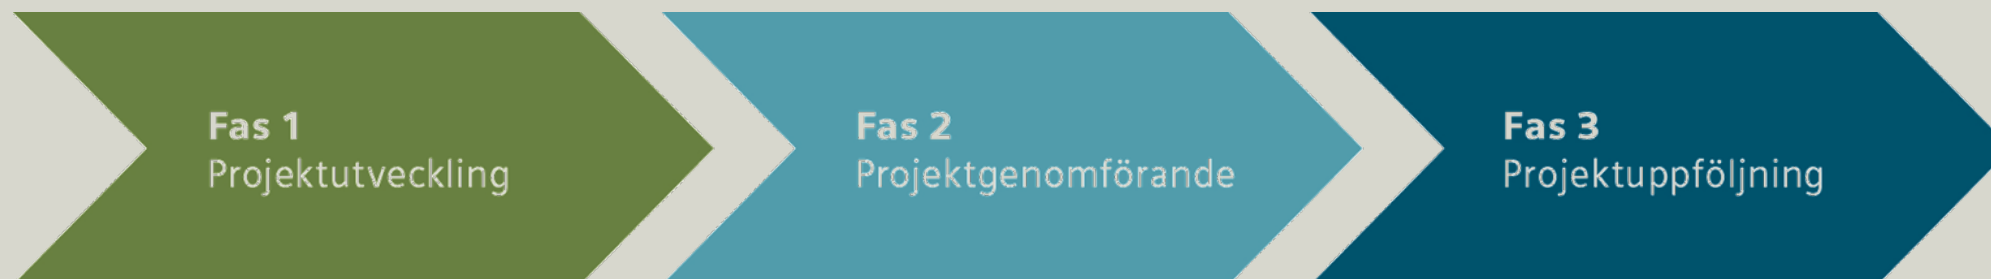 Fas 1
Projektutveckling
Fas 2
Projektgenomförande
Fas 3
Projektuppföljning